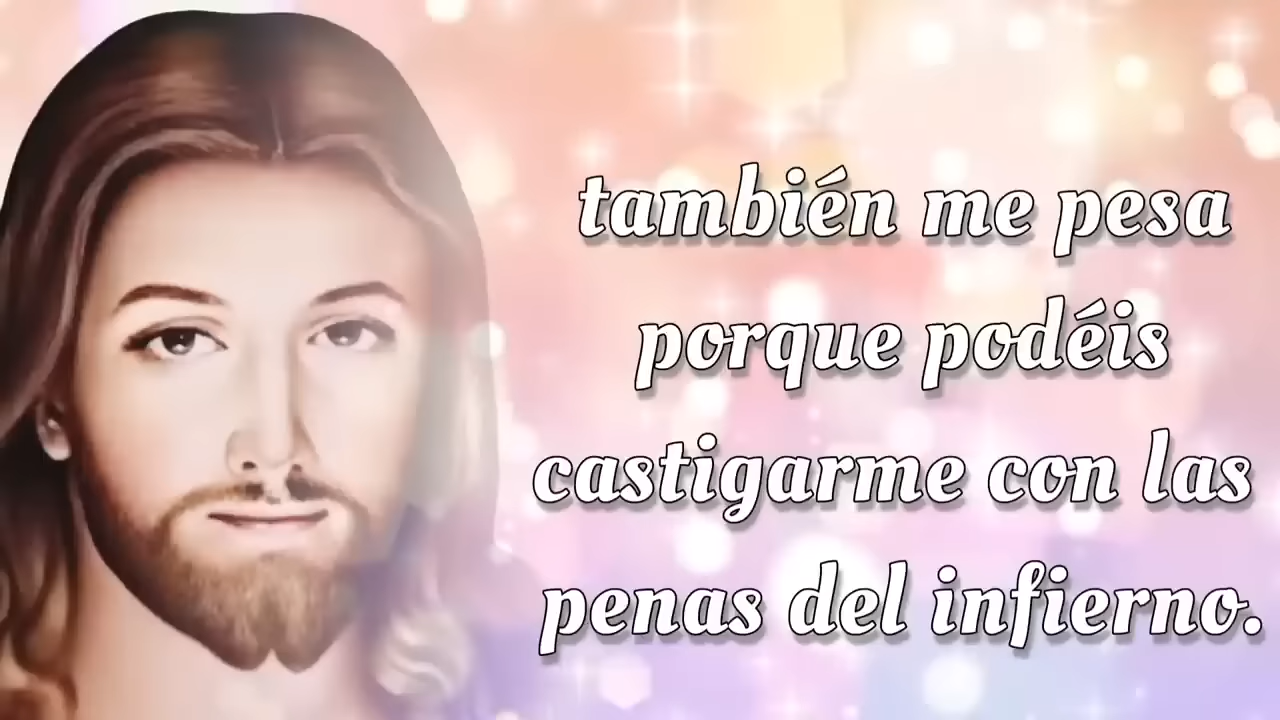 también me pesa
porque podéis
castigarme con las
penas del infierno.